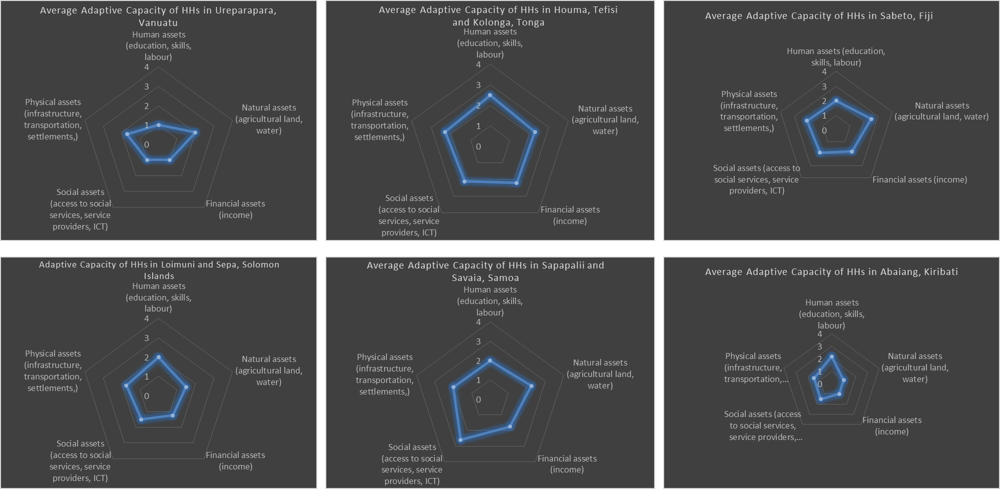 Average Adaptive Capacity of HHs in Ureparapara,
Vanuatu
Human assets
(education, skills,
labour)
4
3
2
1
0
Natural assets
(agricultural land,
water)
Financial assets
(income)
Social assets
(access to social
services, service
providers, ICT)
Physical assets
(infrastructure,
transportation,
settlements,)
Average Adaptive Capacity of HHs in Houma, Tefisi
and Kolonga, Tonga
Human assets
(education, skills,
labour)
4
3
2
1
0
Natural assets
(agricultural land,
water)
Financial assets
(income)
Social assets
(access to social
services, service
providers, ICT)
Physical assets
(infrastructure,
transportation,
settlements,)
Average Adaptive Capacity of HHs in Sabeto, Fiji
Human assets (education,
skills, labour)
4
3
2
1
0
Natural assets
(agricultural land, water)
Financial assets (income)
Social assets (access to
social services, service
providers, ICT)
Physical assets
(infrastructure,
transportation,
settlements,)
Adaptive Capacity of HHs in Loimuni and Sepa, Solomon
Islands
Human assets
(education, skills,
labour)
4
3
2
1
0
Natural assets
(agricultural land,
water)
Financial assets
(income)
Social assets
(access to social
services, service
providers, ICT)
Physical assets
(infrastructure,
transportation,
settlements,)
Average Adaptive Capacity of HHs in Sapapalii and
Savaia, Samoa
Human assets
(education, skills,
labour)
4
3
2
1
0
Natural assets
(agricultural land,
water)
Financial assets
(income)
Social assets
(access to social
services, service
providers, ICT)
Physical assets
(infrastructure,
transportation,
settlements,)
Average Adaptive Capacity of HHs in Abaiang, Kiribati
Human assets
(education, skills,
labour)
4
3
2
1
0
Natural assets
(agricultural land,
water)
Financial assets
(income)
Social assets (access
to social services,
service providers,...
Physical assets
(infrastructure,
transportation,...